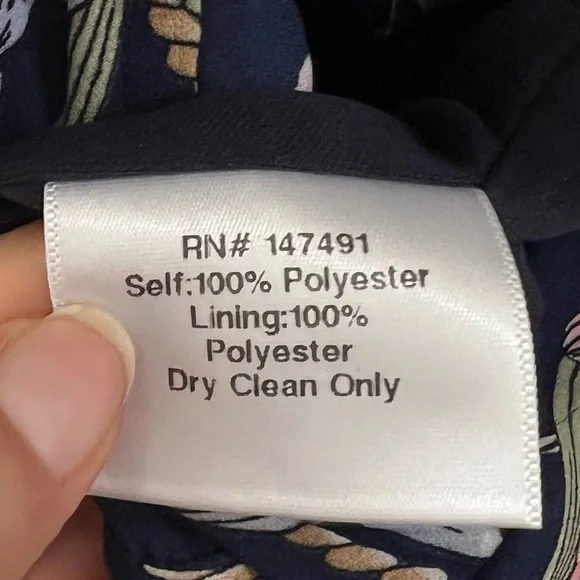 RN# 147491
Self:100% Polyester
Lining:100%
Polyester
Dry Clean Only